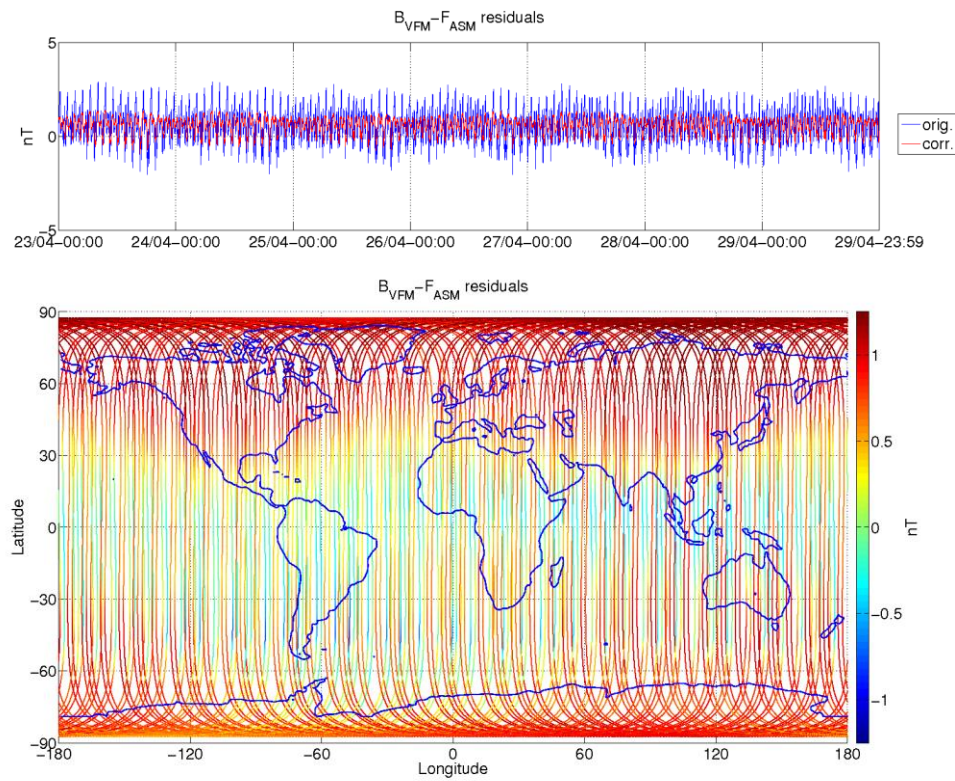 B_VFM−F_ASM residuals
5
0
−5
nT
23/04−00:00 24/04−00:00 25/04−00:00 26/04−00:00 27/04−00:00 28/04−00:00 29/04−00:00 29/04−23:59
orig.
corr.
B_VFM−F_ASM residuals
90
60
30
0
−30
−60
−90
Latitude
−180 −120 −60 0 60 120 180
Longitude
1
0.5
0
−0.5
−1
nT